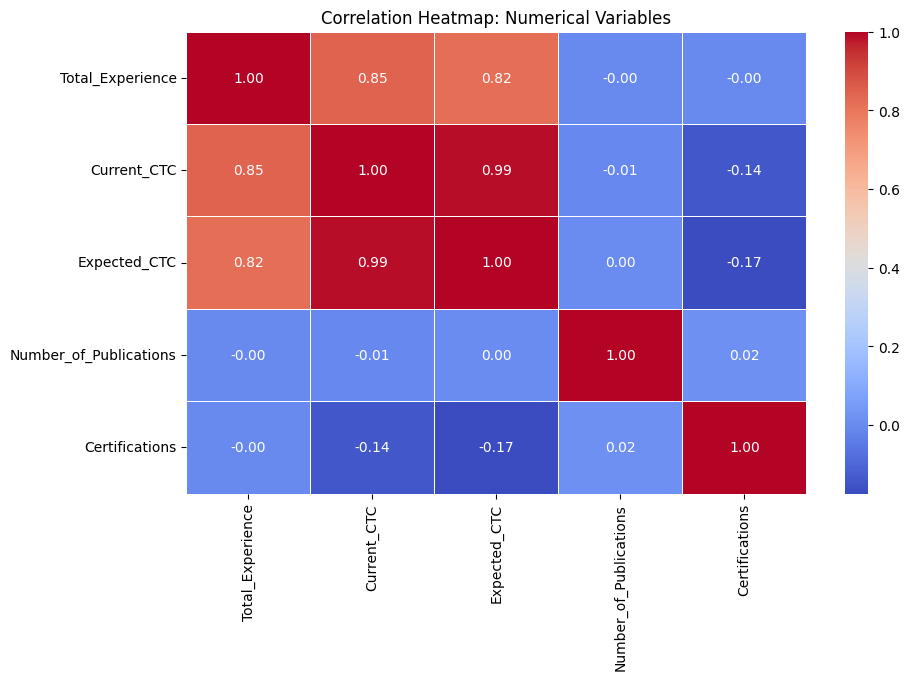 Correlation Heatmap: Numerical Variables
Total_Experience 1.00 0.85 0.82 -0.00 -0.00
Current_CTC 0.85 1.00 0.99 -0.01 -0.14
Expected_CTC 0.82 0.99 1.00 0.00 -0.17
Number_of_Publications -0.00 -0.01 0.00 1.00 0.02
Certifications -0.00 -0.14 -0.17 0.02 1.00
Total_Experience
Current_CTC
Expected_CTC
Number_of_Publications
Certifications
1.0
0.8
0.6
0.4
0.2
0.0